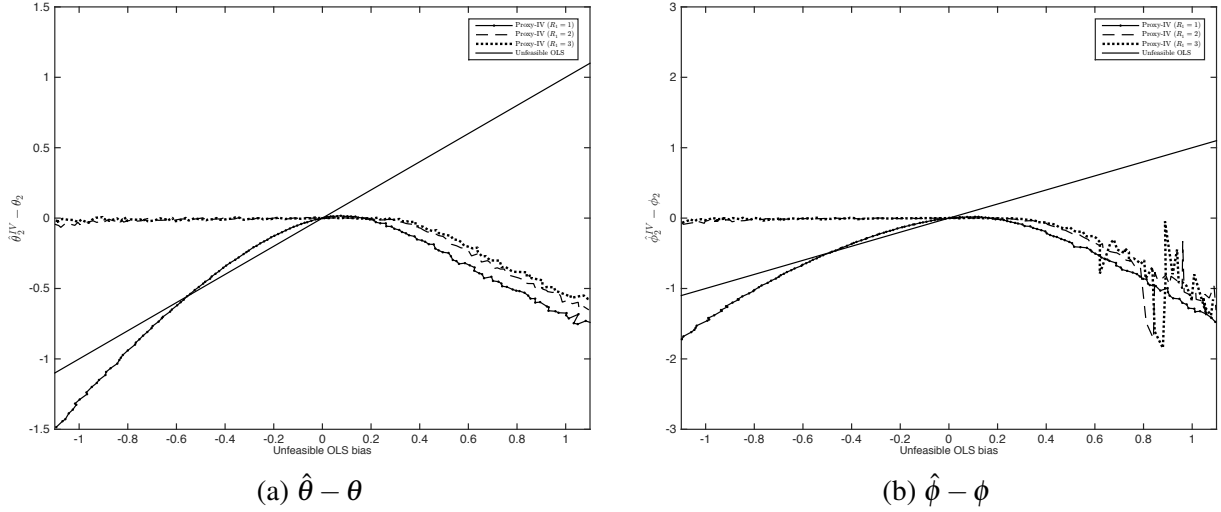 1.5
1
0.5
0
-0.5
-1
-1.5
-1
-0.8
-0.6
-0.4
-0.2
0
0.2
0.4
0.6
0.8
1
Unfeasible OLS bias
θ̂₂ᴵⱽ − θ₂
Proxy-IV (R₁ = 1)
Proxy-IV (R₁ = 2)
Proxy-IV (R₁ = 3)
Unfeasible OLS
(a) θ̂ − θ
3
2
1
0
-1
-2
-3
-1
-0.8
-0.6
-0.4
-0.2
0
0.2
0.4
0.6
0.8
1
Unfeasible OLS bias
ϕ̂₂ᴵⱽ − ϕ₂
Proxy-IV (R₁ = 1)
Proxy-IV (R₁ = 2)
Proxy-IV (R₁ = 3)
Unfeasible OLS
(b) ϕ̂ − ϕ